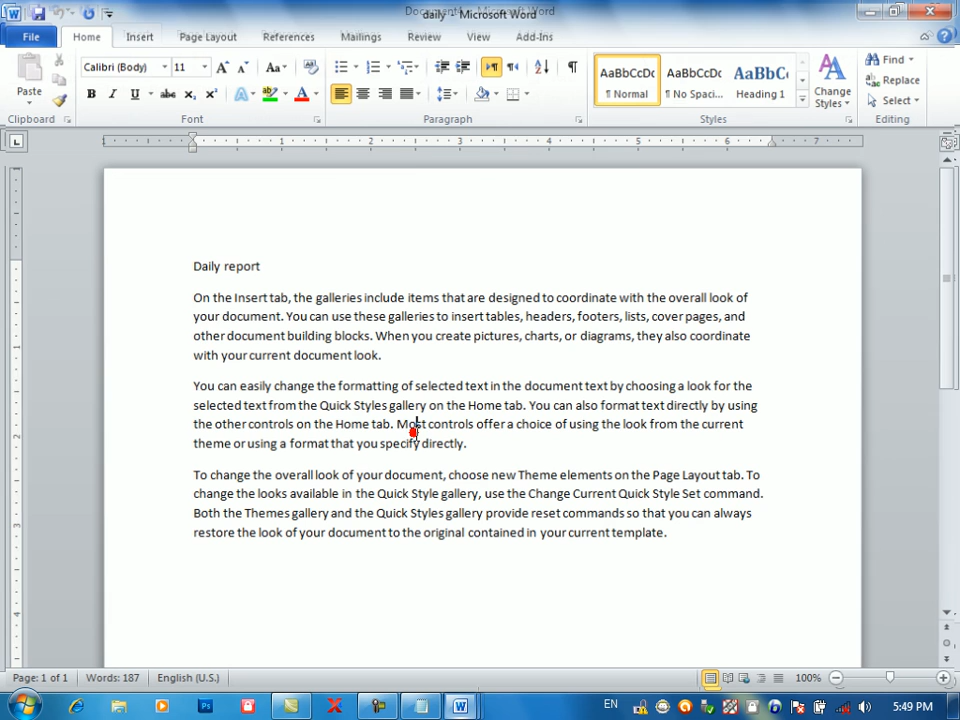 daily - Microsoft Word
File
Home
Insert
Page Layout
References
Mailings
Review
View
Add-Ins
Paste
Clipboard
Calibri (Body)
11
Font
Paragraph
AaBbCcDc
¶ Normal
AaBbCcDc
¶ No Spaci...
AaBbC
Heading 1
Change
Styles
Styles
Find
Replace
Select
Editing
Daily report
On the Insert tab, the galleries include items that are designed to coordinate with the overall look of
your document. You can use these galleries to insert tables, headers, footers, lists, cover pages, and
other document building blocks. When you create pictures, charts, or diagrams, they also coordinate
with your current document look.
You can easily change the formatting of selected text in the document text by choosing a look for the
selected text from the Quick Styles gallery on the Home tab. You can also format text directly by using
the other controls on the Home tab. Most controls offer a choice of using the look from the current
theme or using a format that you specify directly.
To change the overall look of your document, choose new Theme elements on the Page Layout tab. To
change the looks available in the Quick Style gallery, use the Change Current Quick Style Set command.
Both the Themes gallery and the Quick Styles gallery provide reset commands so that you can always
restore the look of your document to the original contained in your current template.
Page: 1 of 1
Words: 187
English (U.S.)
100%
EN
5:49 PM